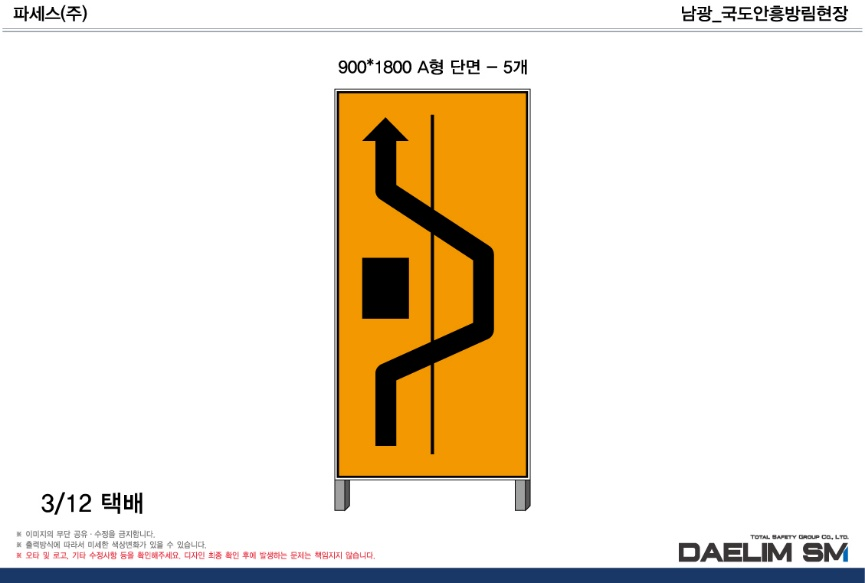 파세스(주)
남광_국도안흥방림현장
900*1800 A형 단면 - 5개
3/12 택배
※ 이미지의 무단 공유 · 수정을 금지합니다.
※ 출력방식에 따라서 미세한 색상변화가 있을 수 있습니다.
※ 오타 및 로고, 기타 수정사항 등을 확인해주세요. 디자인 최종 확인 후에 발생하는 문제는 책임지지 않습니다.
TOTAL SAFETY GROUP CO., LTD.
DAELIM SM